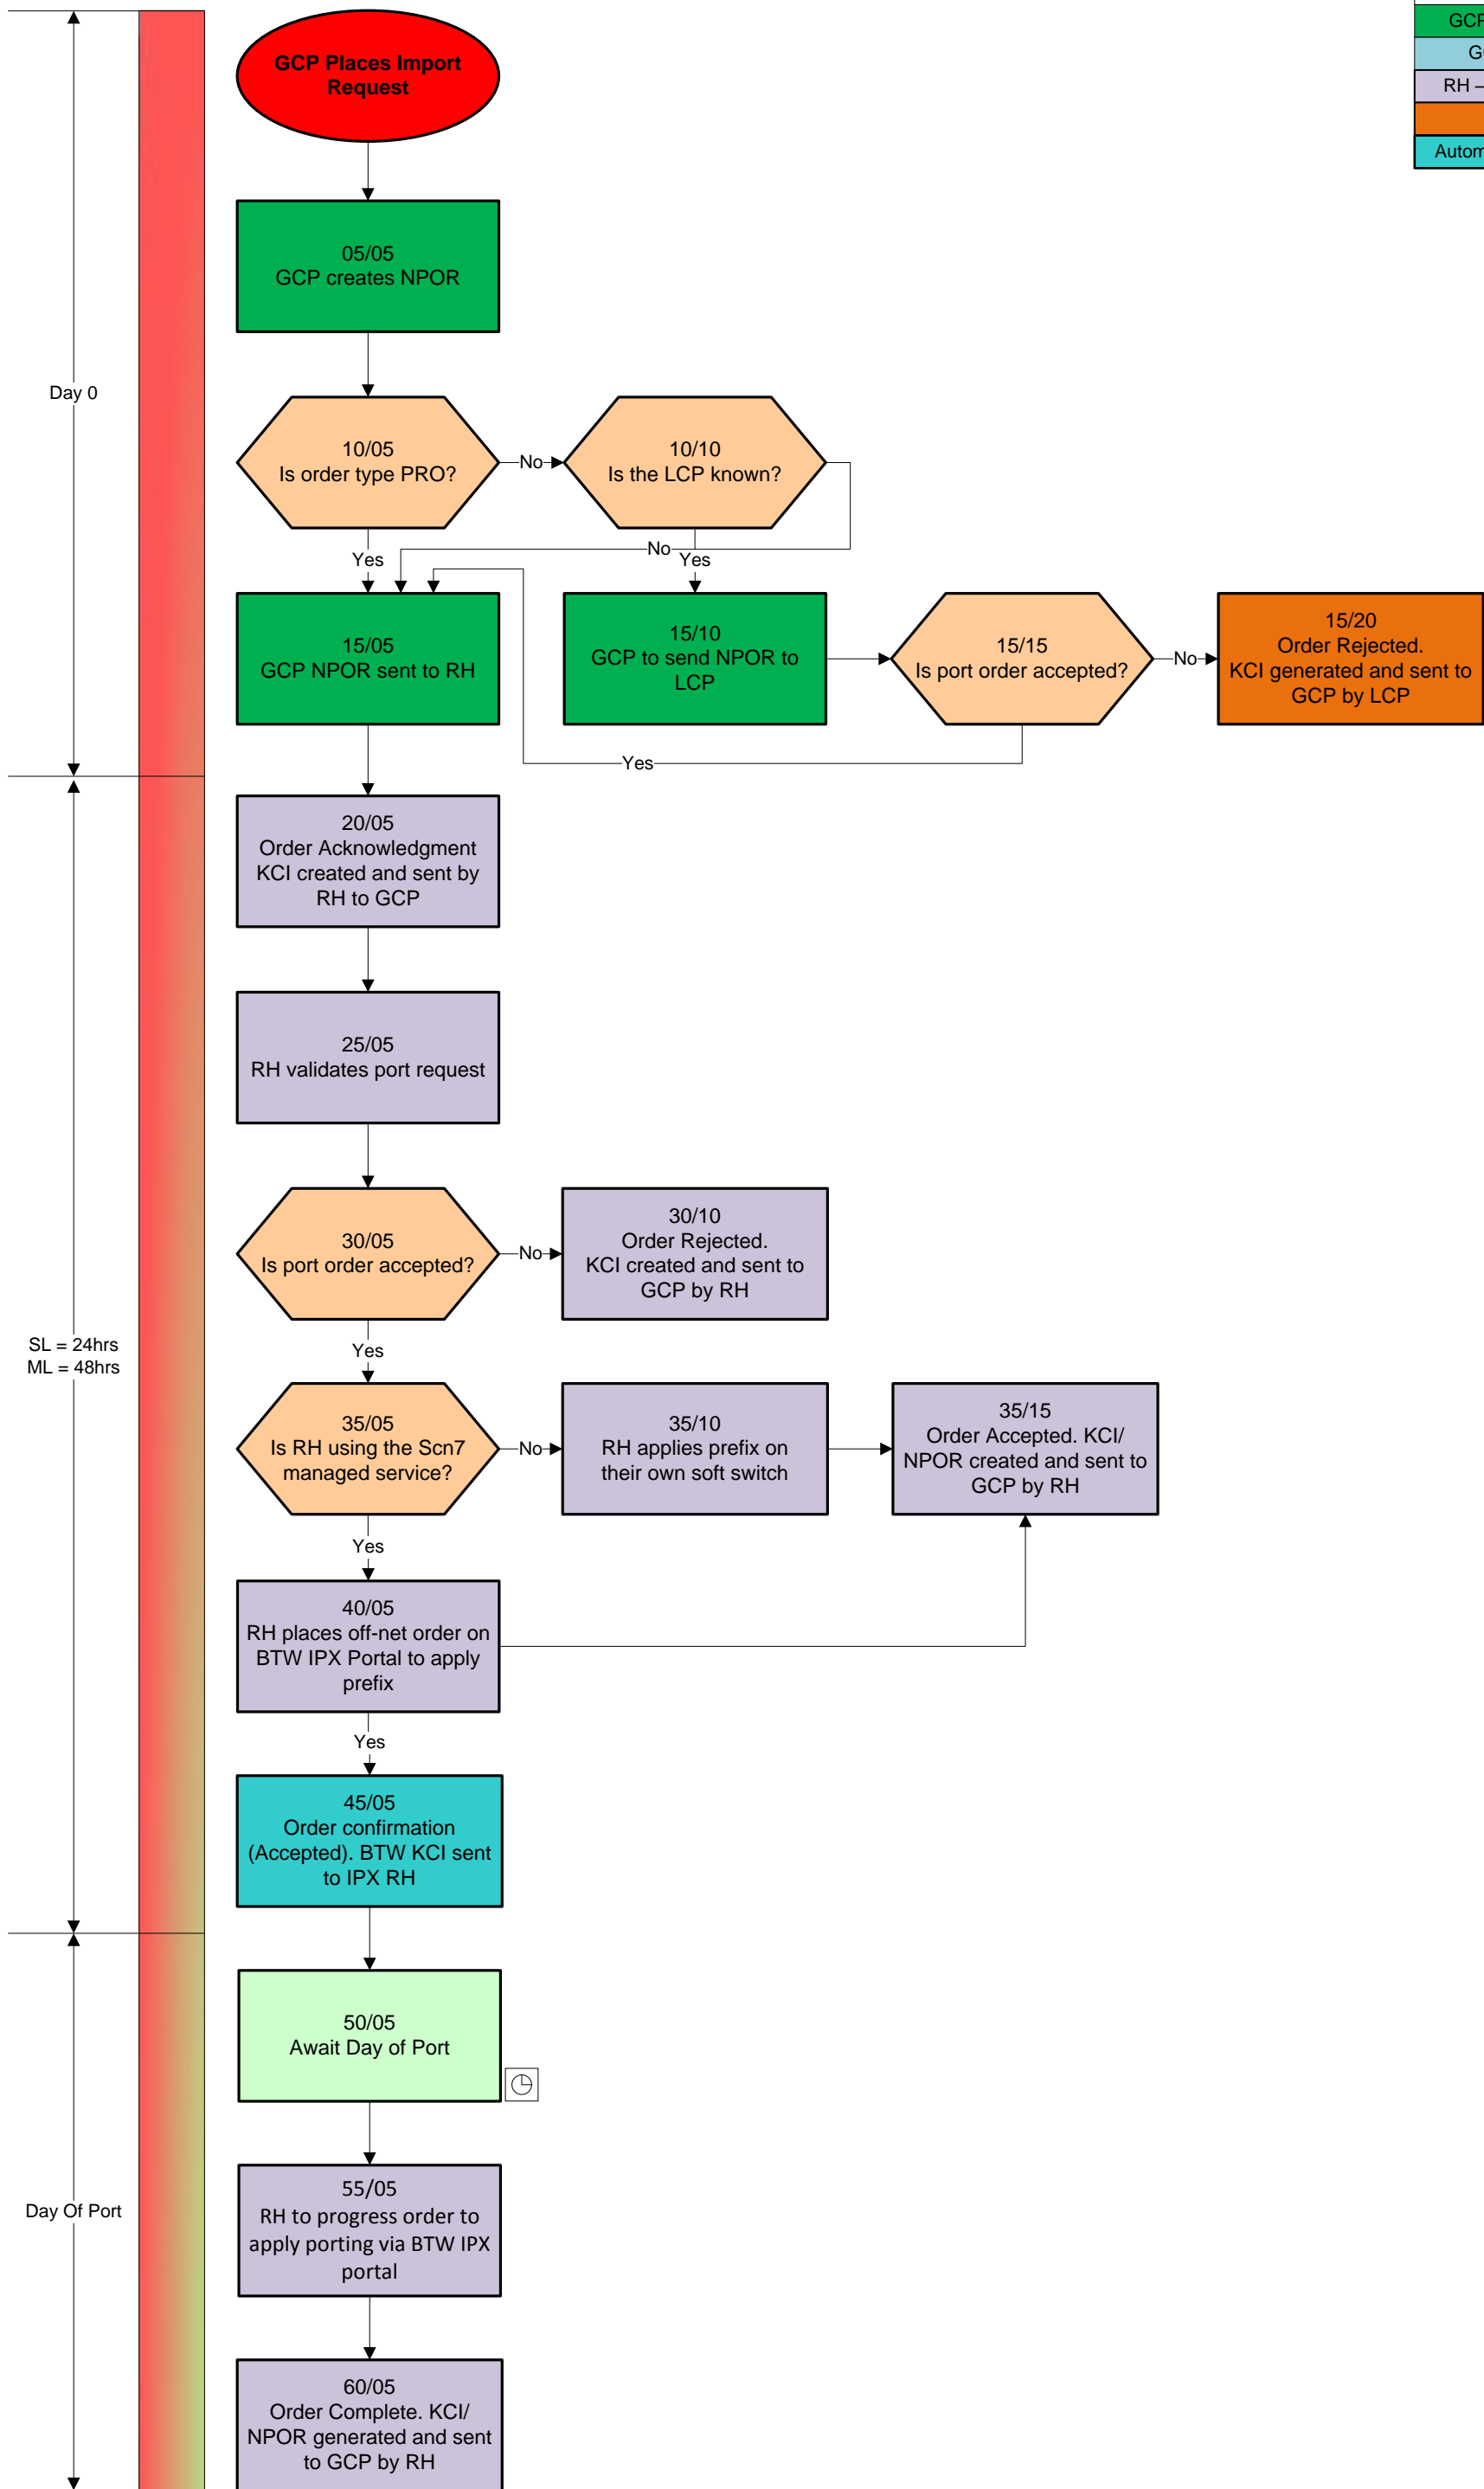 GCP
G
RH –
Autom
GCP Places Import
Request
05/05
GCP creates NPOR
Day 0
10/05
Is order type PRO?
No
10/10
Is the LCP known?
No
Yes
Yes
15/05
GCP NPOR sent to RH
15/10
GCP to send NPOR to
LCP
15/15
Is port order accepted?
No
15/20
Order Rejected.
KCI generated and sent to
GCP by LCP
Yes
20/05
Order Acknowledgment
KCI created and sent by
RH to GCP
25/05
RH validates port request
30/05
Is port order accepted?
No
30/10
Order Rejected.
KCI created and sent to
GCP by RH
SL = 24hrs
ML = 48hrs
Yes
35/05
Is RH using the Scn7
managed service?
No
35/10
RH applies prefix on
their own soft switch
35/15
Order Accepted. KCI/
NPOR created and sent to
GCP by RH
Yes
40/05
RH places off-net order on
BTW IPX Portal to apply
prefix
Yes
45/05
Order confirmation
(Accepted). BTW KCI sent
to IPX RH
50/05
Await Day of Port
55/05
RH to progress order to
apply porting via BTW IPX
portal
Day Of Port
60/05
Order Complete. KCI/
NPOR generated and sent
to GCP by RH